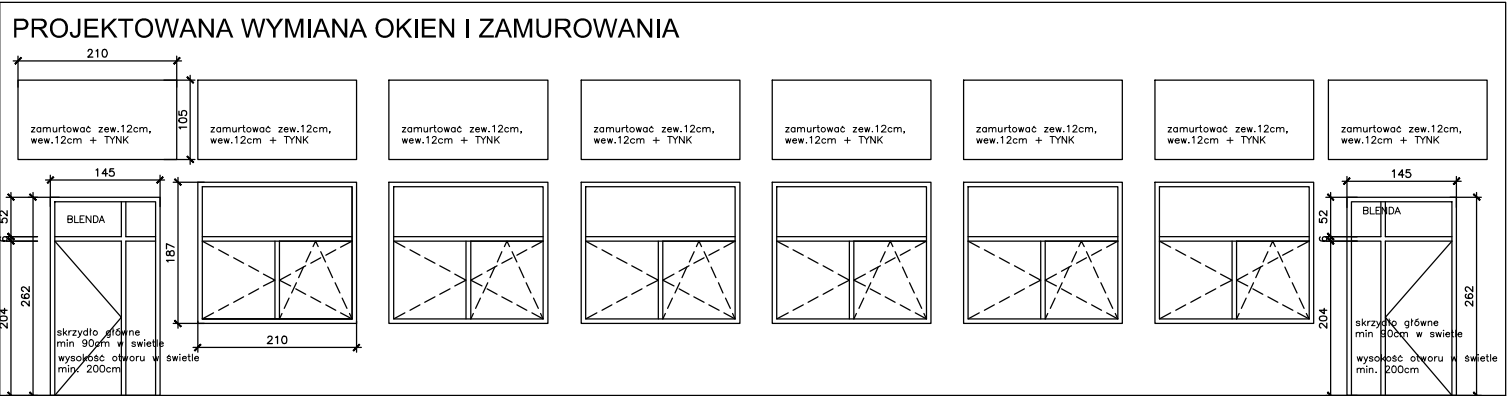 PROJEKTOWANA WYMIANA OKIEN I ZAMUROWANIA
210
105
zamurtować zew.12cm,
wew.12cm + TYNK
zamurtować zew.12cm,
wew.12cm + TYNK
zamurtować zew.12cm,
wew.12cm + TYNK
zamurtować zew.12cm,
wew.12cm + TYNK
zamurtować zew.12cm,
wew.12cm + TYNK
zamurtować zew.12cm,
wew.12cm + TYNK
zamurtować zew.12cm,
wew.12cm + TYNK
zamurtować zew.12cm,
wew.12cm + TYNK
145
52
6
204
262
BLENDA
skrzydło główne
min 90cm w swietle
wysokość otworu w świetle
min. 200cm
187
210
145
52
6
204
262
BLENDA
skrzydło główne
min 90cm w swietle
wysokość otworu w świetle
min. 200cm